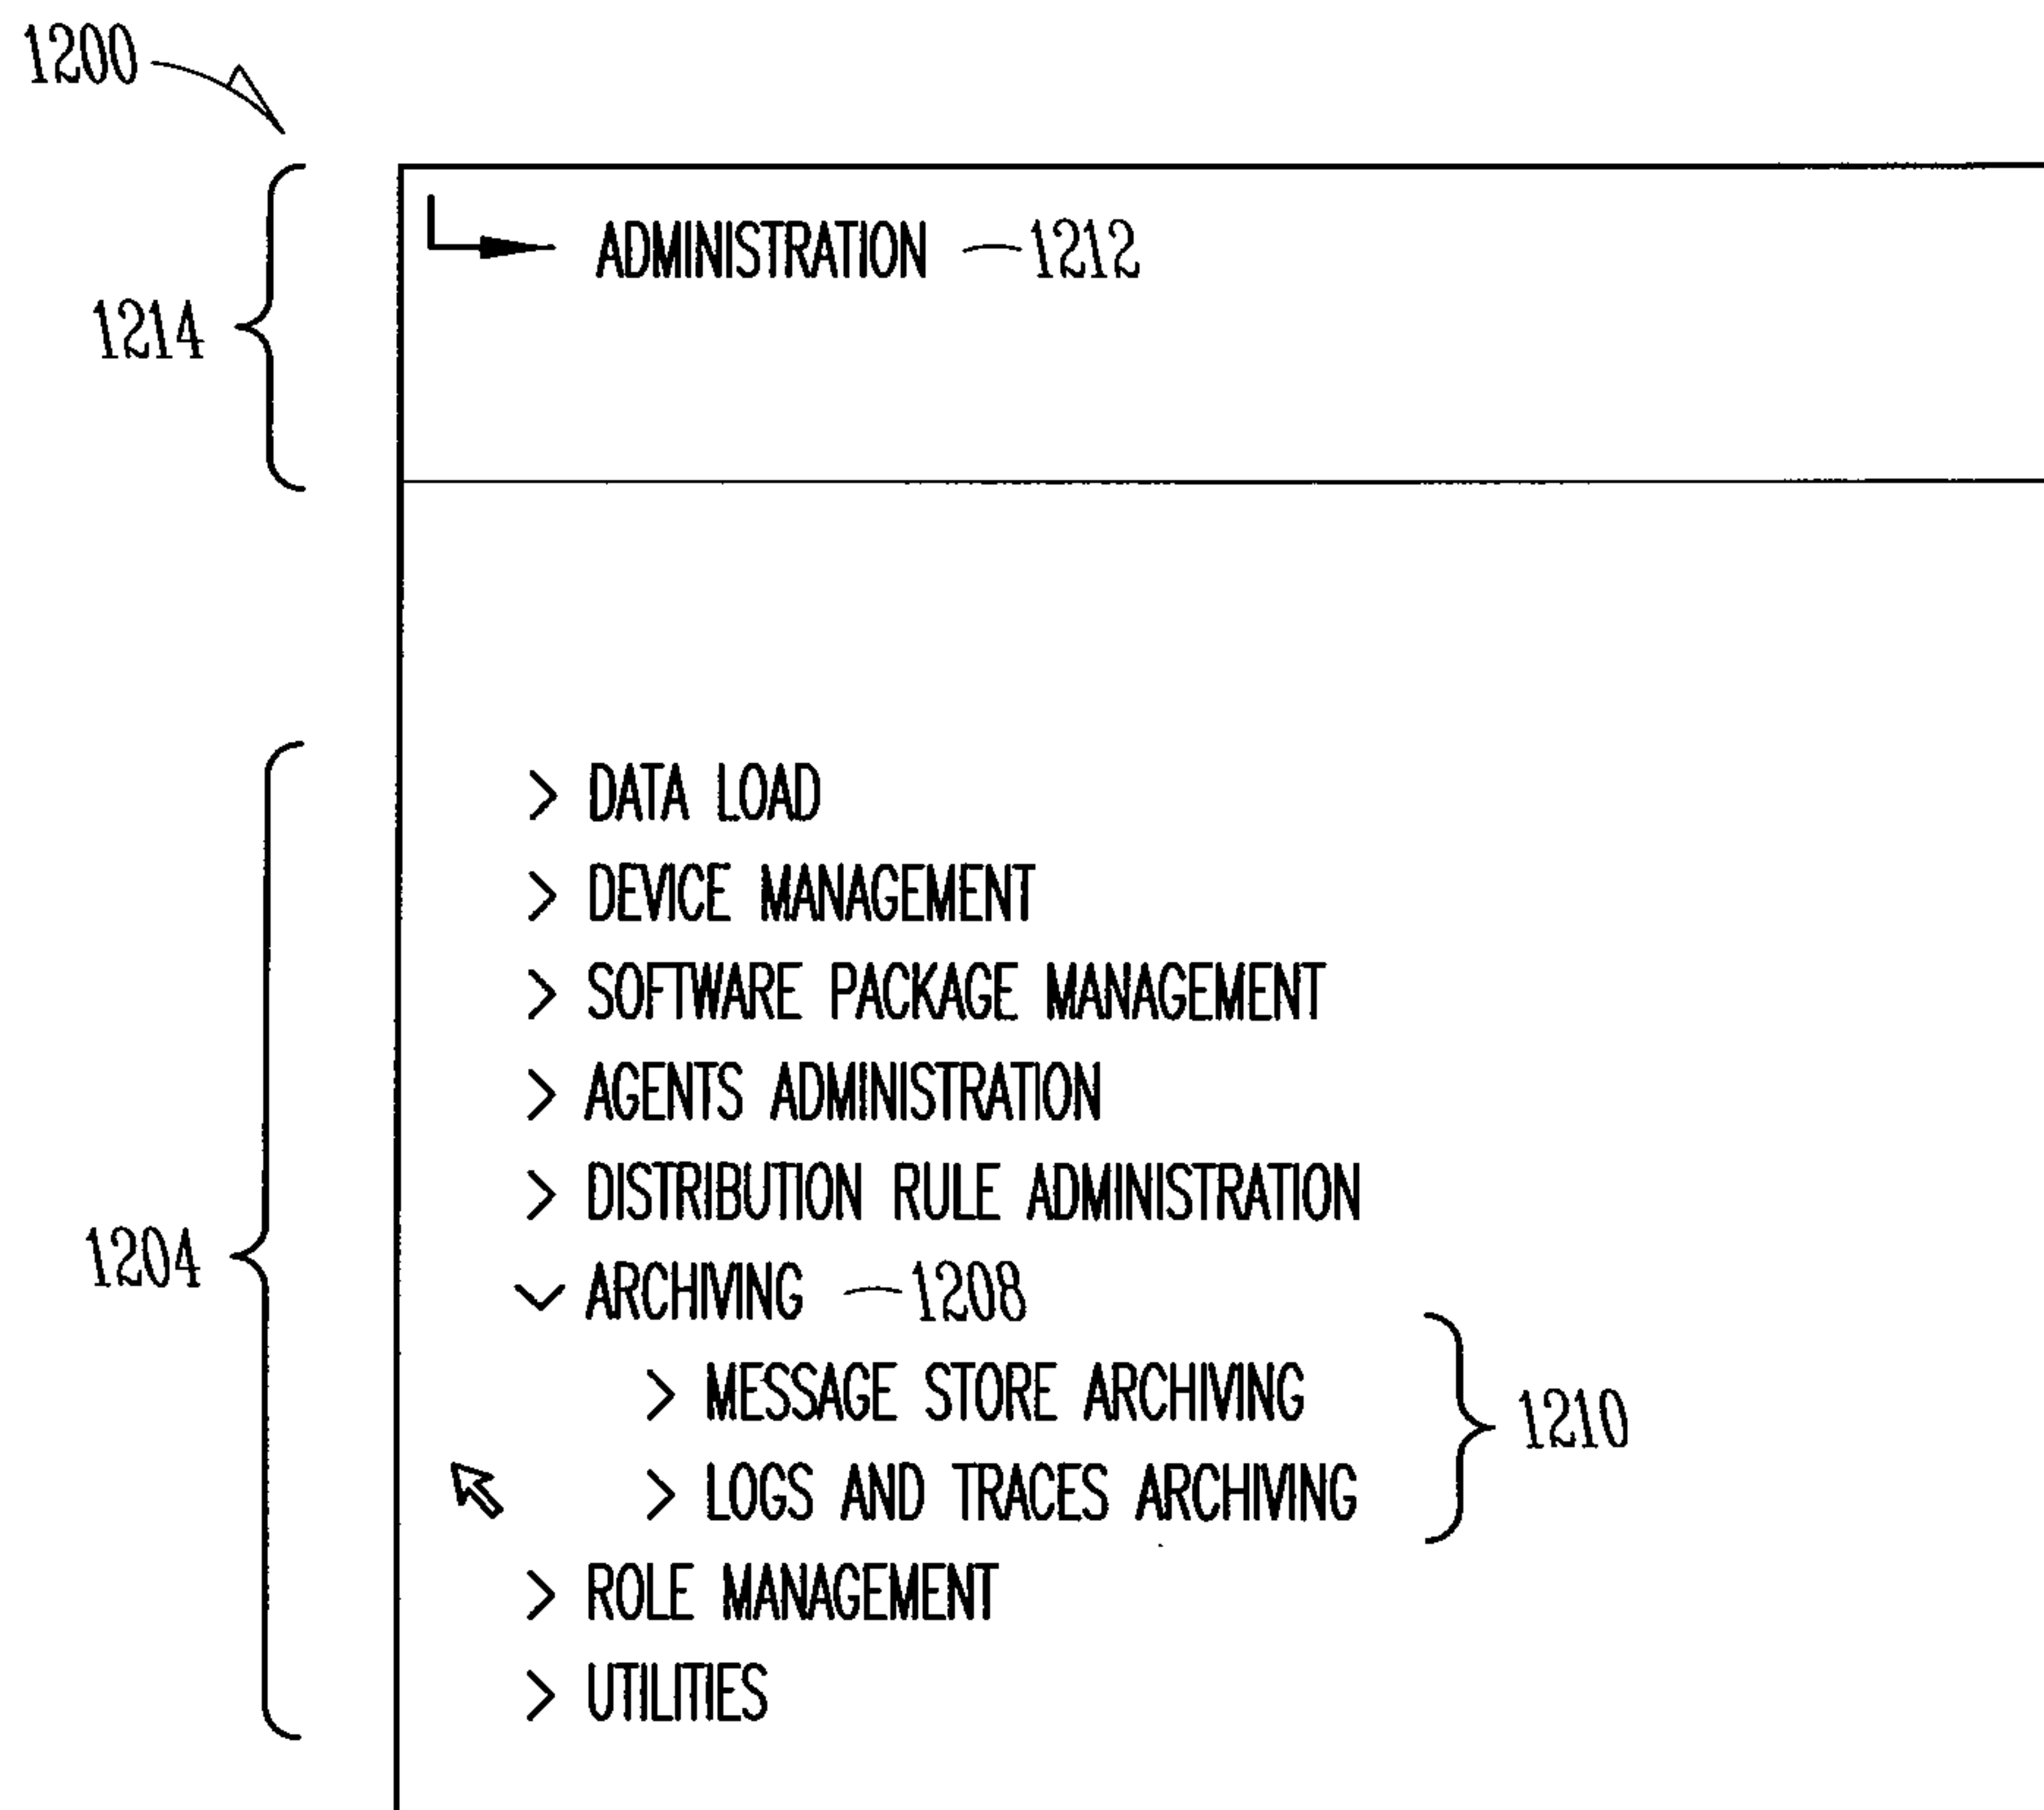 1200
ADMINISTRATION 1212
1214
> DATA LOAD
> DEVICE MANAGEMENT
> SOFTWARE PACKAGE MANAGEMENT
> AGENTS ADMINISTRATION
> DISTRIBUTION RULE ADMINISTRATION
1204
ARCHIVING 1208
> MESSAGE STORE ARCHIVING
1210
> LOGS AND TRACES ARCHIVING
> ROLE MANAGEMENT
> UTILITIES